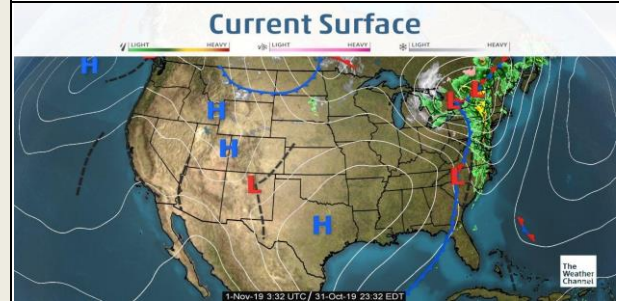 Current Surface
LIGHT HEAVY LIGHT HEAVY LIGHT HEAVY
H
L
L
H
H
L
L
H
The
Weather
Channel
1-Nov-19 3:32 UTC / 31-Oct-19 23:32 EDT